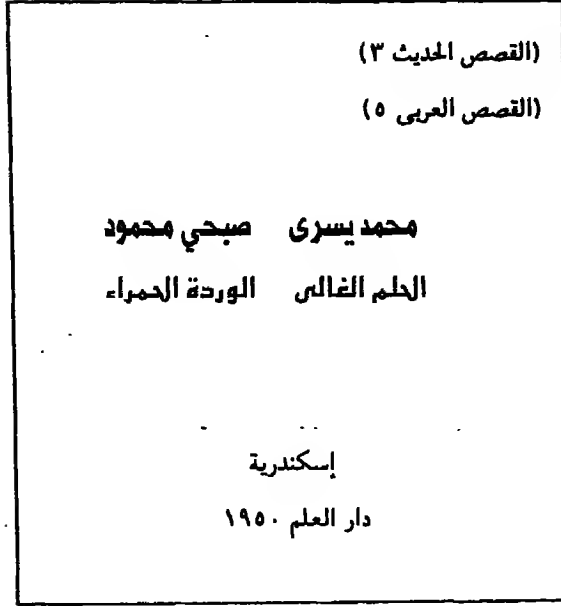 (القصص الحديث ٣)
(القصص العربى ٥)
محمد يسرى صبحي محمود
الحلم الغالى الوردة الحمراء
إسكندرية
دار العلم ١٩٥٠